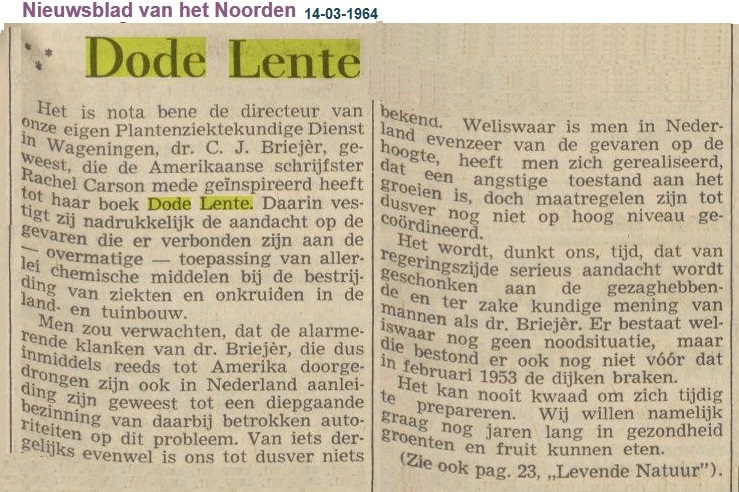 Nieuwsblad van het Noorden 14-03-1964
Dode Lente
Het is nota bene de directeur van
onze eigen Plantenziektekundige Dienst
in Wageningen, dr. C. J. Briejèr, ge-
weest, die de Amerikaanse schrijfster
Rachel Carson mede geïnspireerd heeft
tot haar boek Dode Lente. Daarin ves-
tigt zij nadrukkelijk de aandacht op de
gevaren die er verbonden zijn aan de
— overmatige — toepassing van aller-
lei chemische middelen bij de bestrij-
ding van ziekten en onkruiden in de
land- en tuinbouw.
Men zou verwachten, dat de alarme-
rende klanken van dr. Briejèr, die dus
inmiddels reeds tot Amerika doorge-
drongen zijn ook in Nederland aanlei-
ding zijn geweest tot een diepgaande
bezinning van daarbij betrokken auto-
riteiten op dit probleem. Van iets der-
gelijks evenwel is ons tot dusver niets
bekend. Weliswaar is men in Neder-
land evenzeer van de gevaren op de
hoogte, heeft men zich gerealiseerd,
dat een angstige toestand aan het
groeien is, doch maatregelen zijn tot
dusver nog niet op hoog niveau ge-
coördineerd.
Het wordt, dunkt ons, tijd, dat van
regeringszijde serieus aandacht wordt
geschonken aan de gezaghebben-
de en ter zake kundige mening van
mannen als dr. Briejèr. Er bestaat wel-
iswaar nog geen noodsituatie, maar
die bestond er ook nog niet vóór dat
in februari 1953 de dijken braken.
Het kan nooit kwaad om zich tijdig
te prepareren. Wij willen namelijk
graag nog jaren lang in gezondheid
groenten en fruit kunnen eten.
(Zie ook pag. 23, „Levende Natuur").